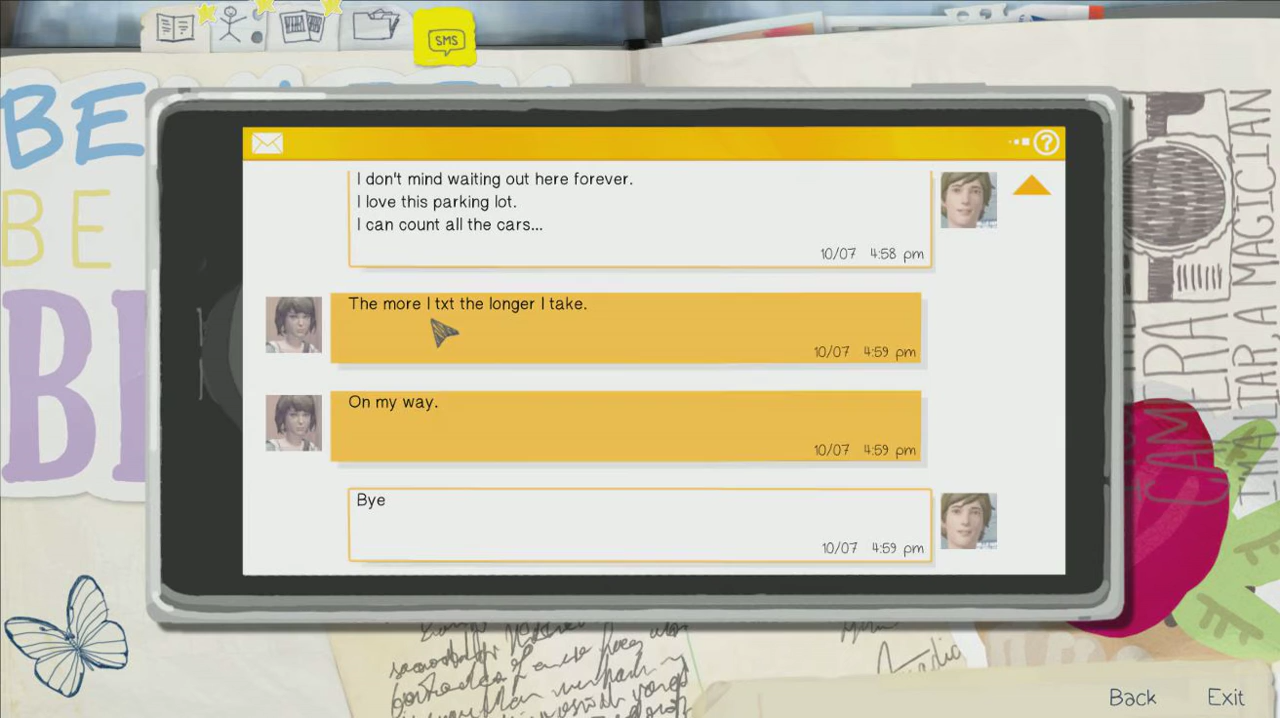 SMS
BE
BE
?
I don't mind waiting out here forever.
I love this parking lot.
I can count all the cars...
10/07 4:58 pm
The more I txt the longer I take.
10/07 4:59 pm
On my way.
10/07 4:59 pm
Bye
10/07 4:59 pm
CAMERA
A MAGICIAN
Back
Exit